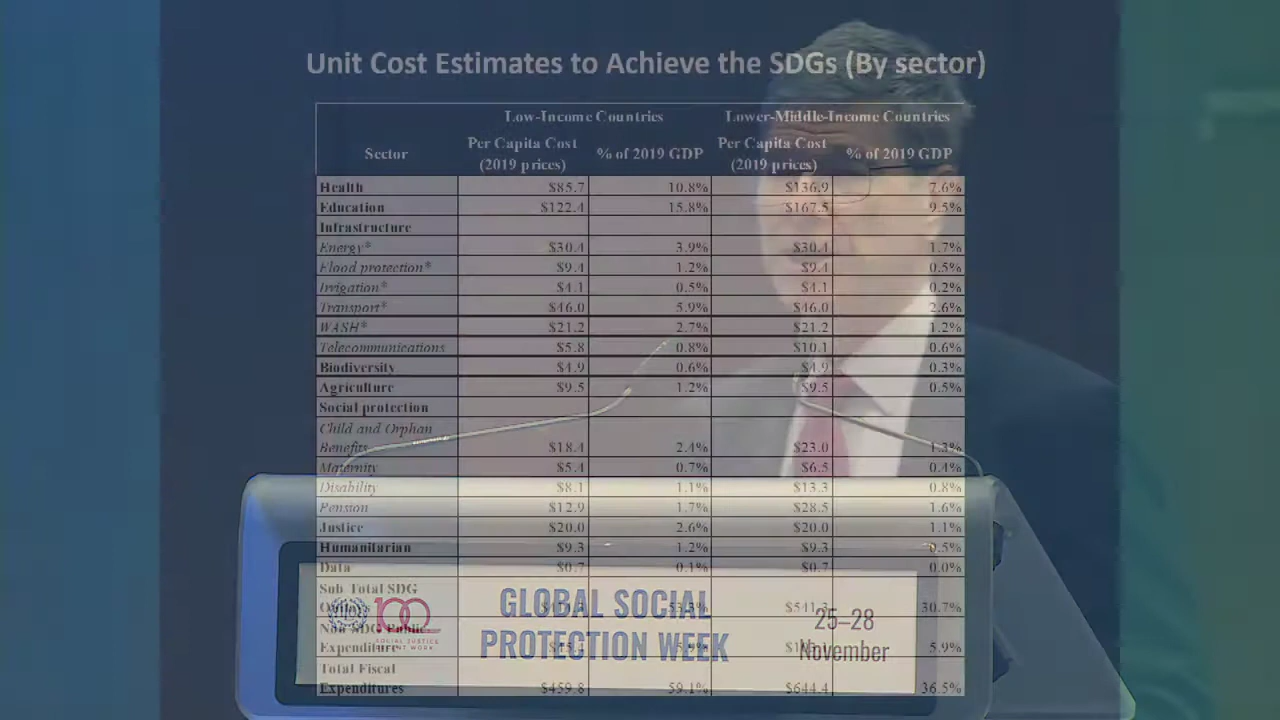 Unit Cost Estimates to Achieve the SDGs (By sector)
Low-Income Countries Lower-Middle-Income Countries
Sector Per Capita Cost (2019 prices) % of 2019 GDP Per Capita Cost (2019 prices) % of 2019 GDP
Health $85.7 10.8% $136.9 7.6%
Education $122.4 15.8% $167.5 9.5%
Infrastructure
Energy* $30.4 3.9% $30.4 1.7%
Flood protection* $9.4 1.2% $9.4 0.5%
Irrigation* $4.1 0.5% $4.1 0.2%
Transport* $46.0 5.9% $46.0 2.6%
WASH* $21.2 2.7% $21.2 1.2%
Telecommunications $5.8 0.8% $10.1 0.6%
Biodiversity $4.9 0.6% $4.9 0.3%
Agriculture $9.5 1.2% $9.5 0.5%
Social protection
Child and Orphan
Benefits $18.4 2.4% $23.0 1.3%
Maternity $5.4 0.7% $6.5 0.4%
Disability $8.1 1.1% $13.3 0.8%
Pension $12.9 1.7% $28.5 1.6%
Justice $20.0 2.6% $20.0 1.1%
Humanitarian $9.3 1.2% $9.3 0.5%
Data $0.7 0.1% $0.7 0.0%
Sub Total SDG
53.3% 30.7%
Non SDG Public
Expenditure 5.9%
Total Fiscal
Expenditures $459.8 59.1% $644.4 36.5%
100
SOCIAL JUSTICE
GLOBAL SOCIAL
PROTECTION WEEK
25–28
November